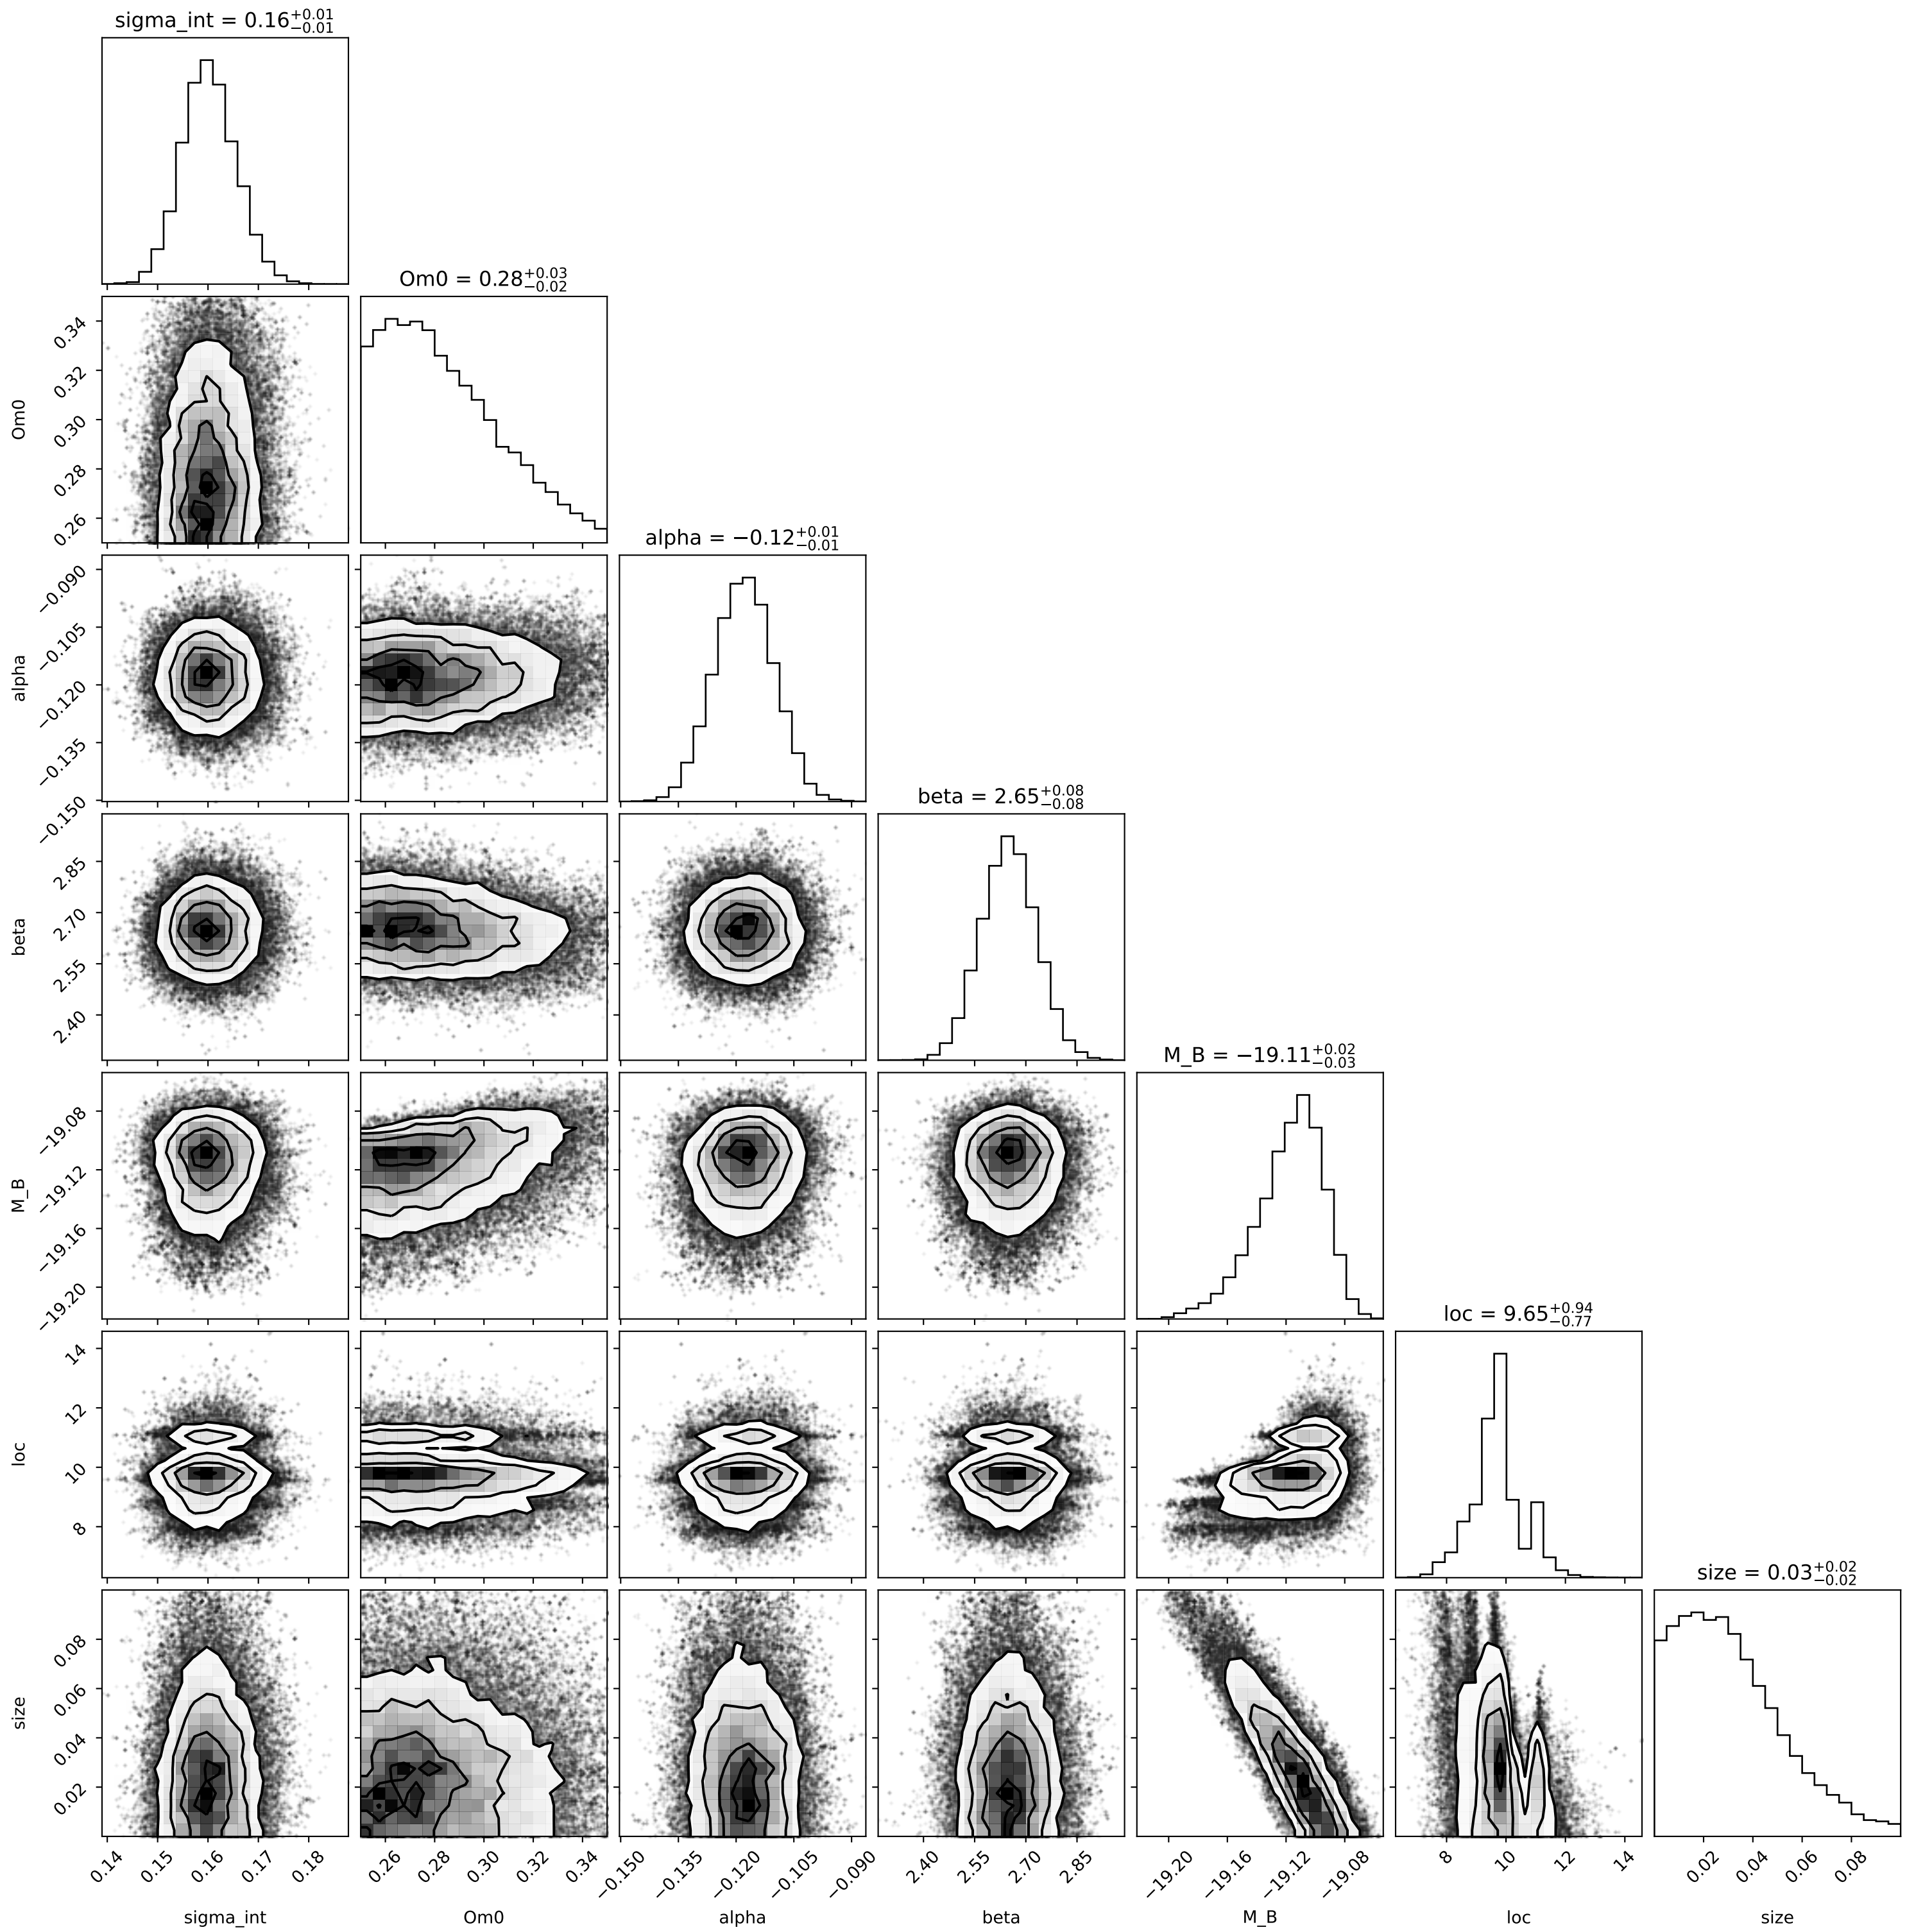 sigma_int = 0.16+0.01−0.01
Om0 = 0.28+0.03−0.02
0.34
0.32
0.30
0.28
0.26
Om0
alpha = −0.12+0.01−0.01
−0.090
−0.105
−0.120
−0.135
−0.150
alpha
beta = 2.65+0.08−0.08
2.85
2.70
2.55
2.40
beta
M_B = −19.11+0.02−0.03
−19.08
−19.12
−19.16
−19.20
M_B
loc = 9.65+0.94−0.77
14
12
10
8
loc
size = 0.03+0.02−0.02
0.08
0.06
0.04
0.02
size
0.14 0.15 0.16 0.17 0.18 0.26 0.28 0.30 0.32 0.34 −0.150 −0.135 −0.120 −0.105 −0.090 2.40 2.55 2.70 2.85 −19.20 −19.16 −19.12 −19.08 8 10 12 14 0.02 0.04 0.06 0.08
sigma_int Om0 alpha beta M_B loc size